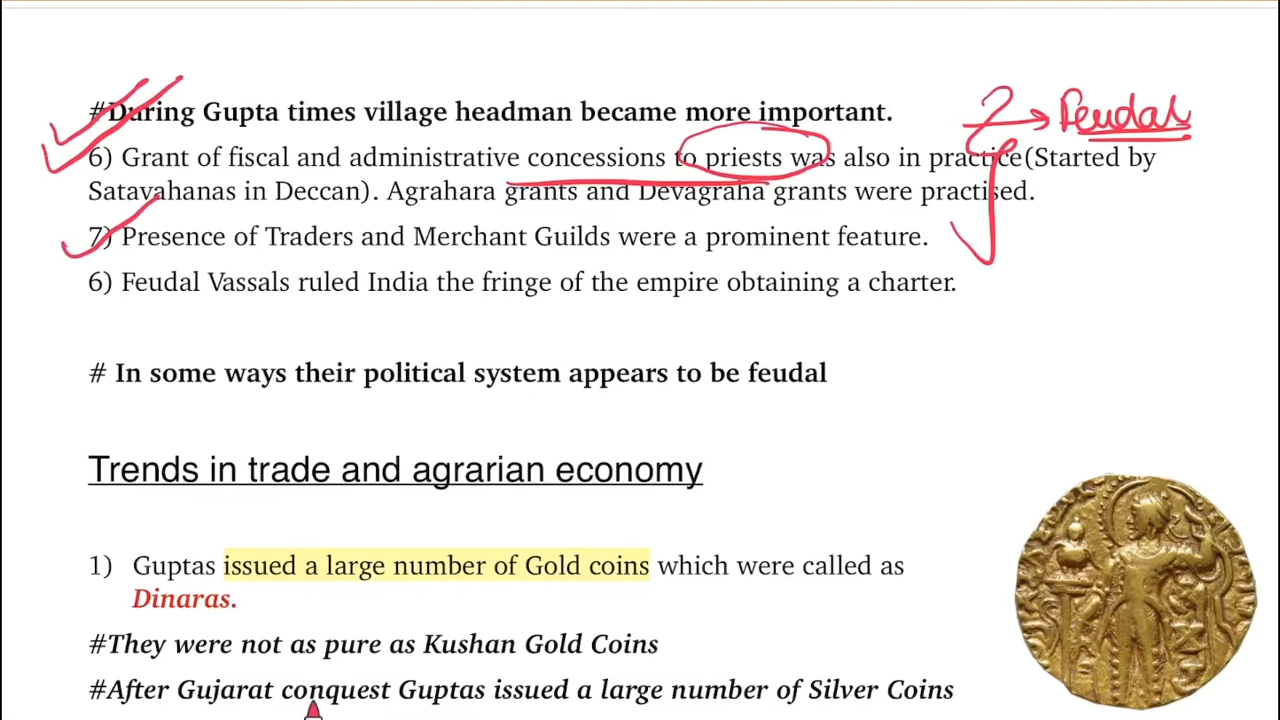 #During Gupta times village headman became more important.
Feudal
6) Grant of fiscal and administrative concessions to priests was also in practice(Started by
Satavahanas in Deccan). Agrahara grants and Devagraha grants were practised.
7) Presence of Traders and Merchant Guilds were a prominent feature.
6) Feudal Vassals ruled India the fringe of the empire obtaining a charter.
# In some ways their political system appears to be feudal
Trends in trade and agrarian economy
1) Guptas issued a large number of Gold coins which were called as
Dinaras.
#They were not as pure as Kushan Gold Coins
#After Gujarat conquest Guptas issued a large number of Silver Coins